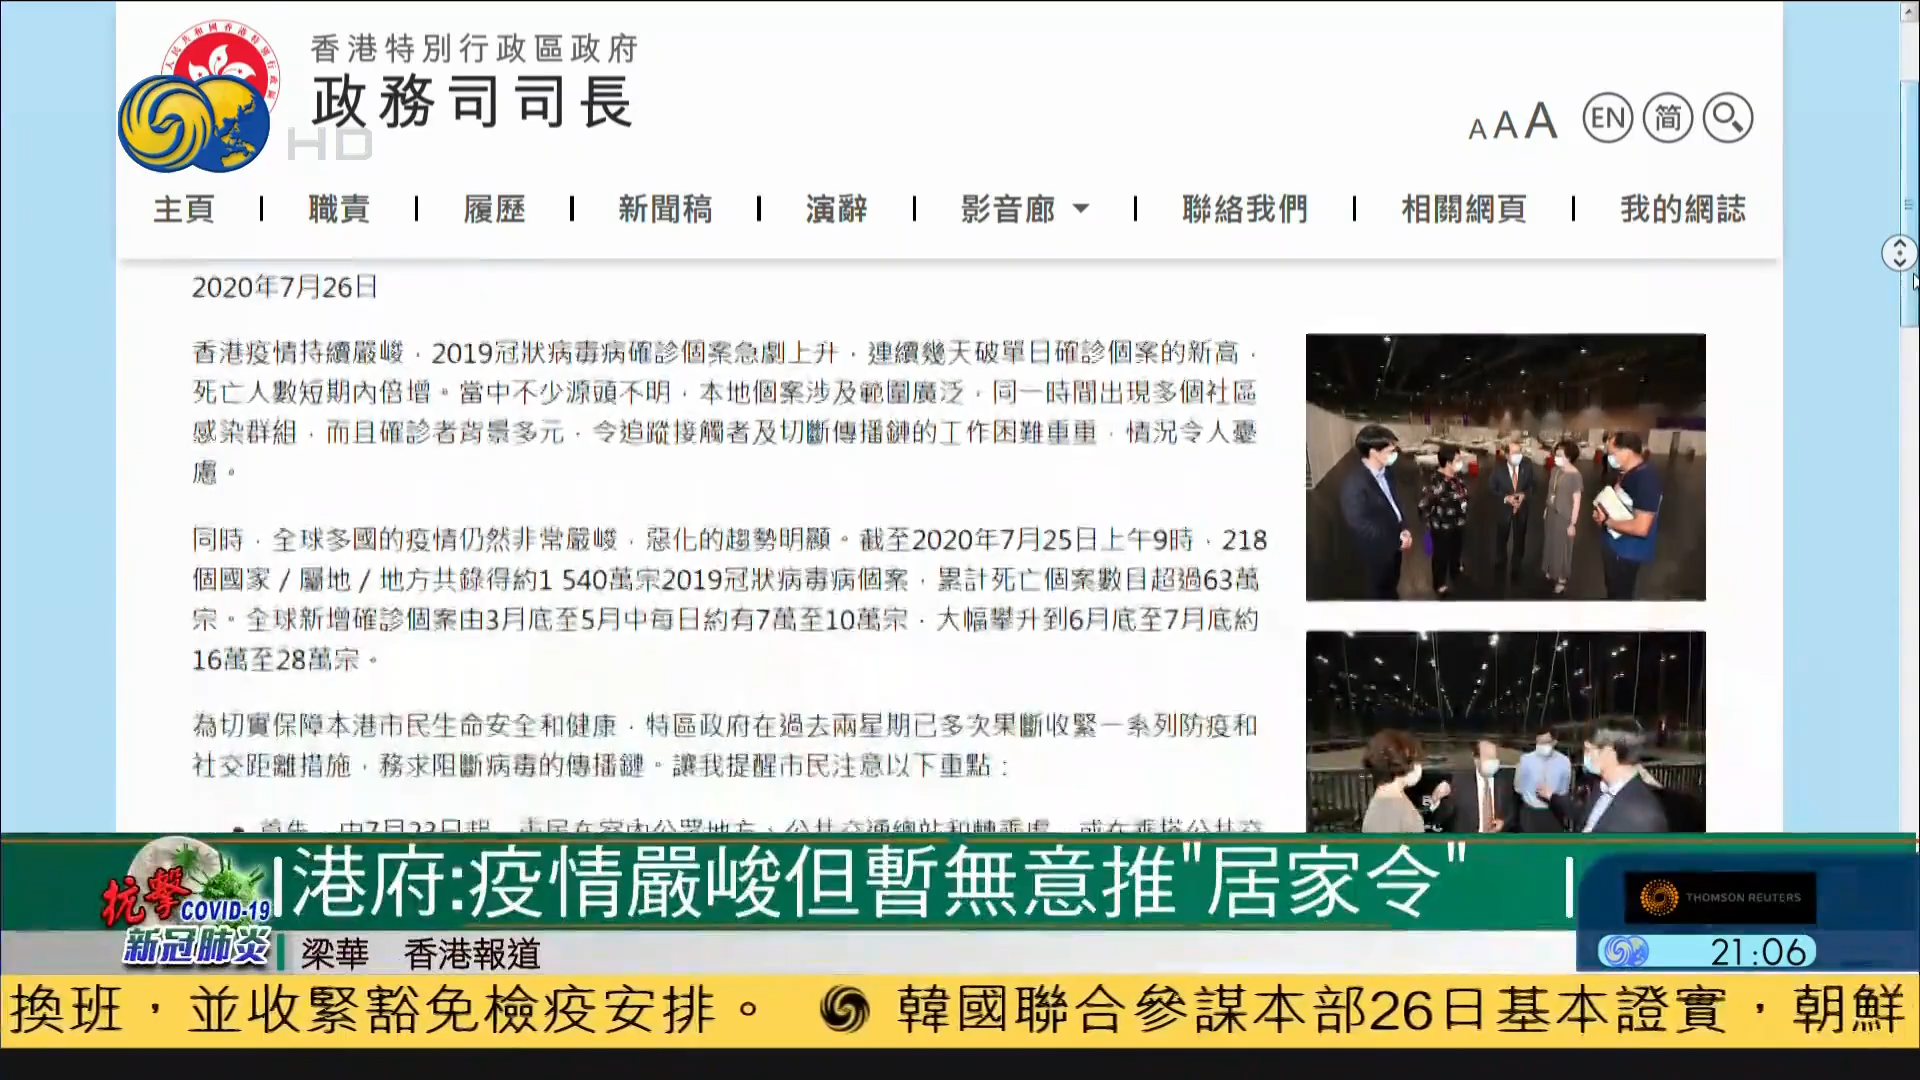 香港特別行政區政府
政務司司長
HD
A A A EN 简
主頁 | 職責 | 履歷 | 新聞稿 | 演辭 | 影音廊 | 聯絡我們 | 相關網頁 | 我的網誌
2020年7月26日
香港疫情持續嚴峻，2019冠狀病毒病確診個案急劇上升，連續幾天破單日確診個案的新高，
死亡人數短期內倍增。當中不少源頭不明，本地個案涉及範圍廣泛，同一時間出現多個社區
感染群組，而且確診者背景多元，令追蹤接觸者及切斷傳播鏈的工作困難重重，情況令人憂
慮。
同時，全球多國的疫情仍然非常嚴峻，惡化的趨勢明顯。截至2020年7月25日上午9時，218
個國家／屬地／地方共錄得約1 540萬宗2019冠狀病毒病個案，累計死亡個案數目超過63萬
宗。全球新增確診個案由3月底至5月中每日約有7萬至10萬宗，大幅攀升到6月底至7月底約
16萬至28萬宗。
為切實保障本港市民生命安全和健康，特區政府在過去兩星期已多次果斷收緊一系列防疫和
社交距離措施，務求阻斷病毒的傳播鏈。讓我提醒市民注意以下重點：
抗擊
COVID-19
新冠肺炎
港府:疫情嚴峻但暫無意推"居家令"
梁華 香港報道
THOMSON REUTERS
21:06
換班，並收緊豁免檢疫安排。 韓國聯合參謀本部26日基本證實，朝鮮